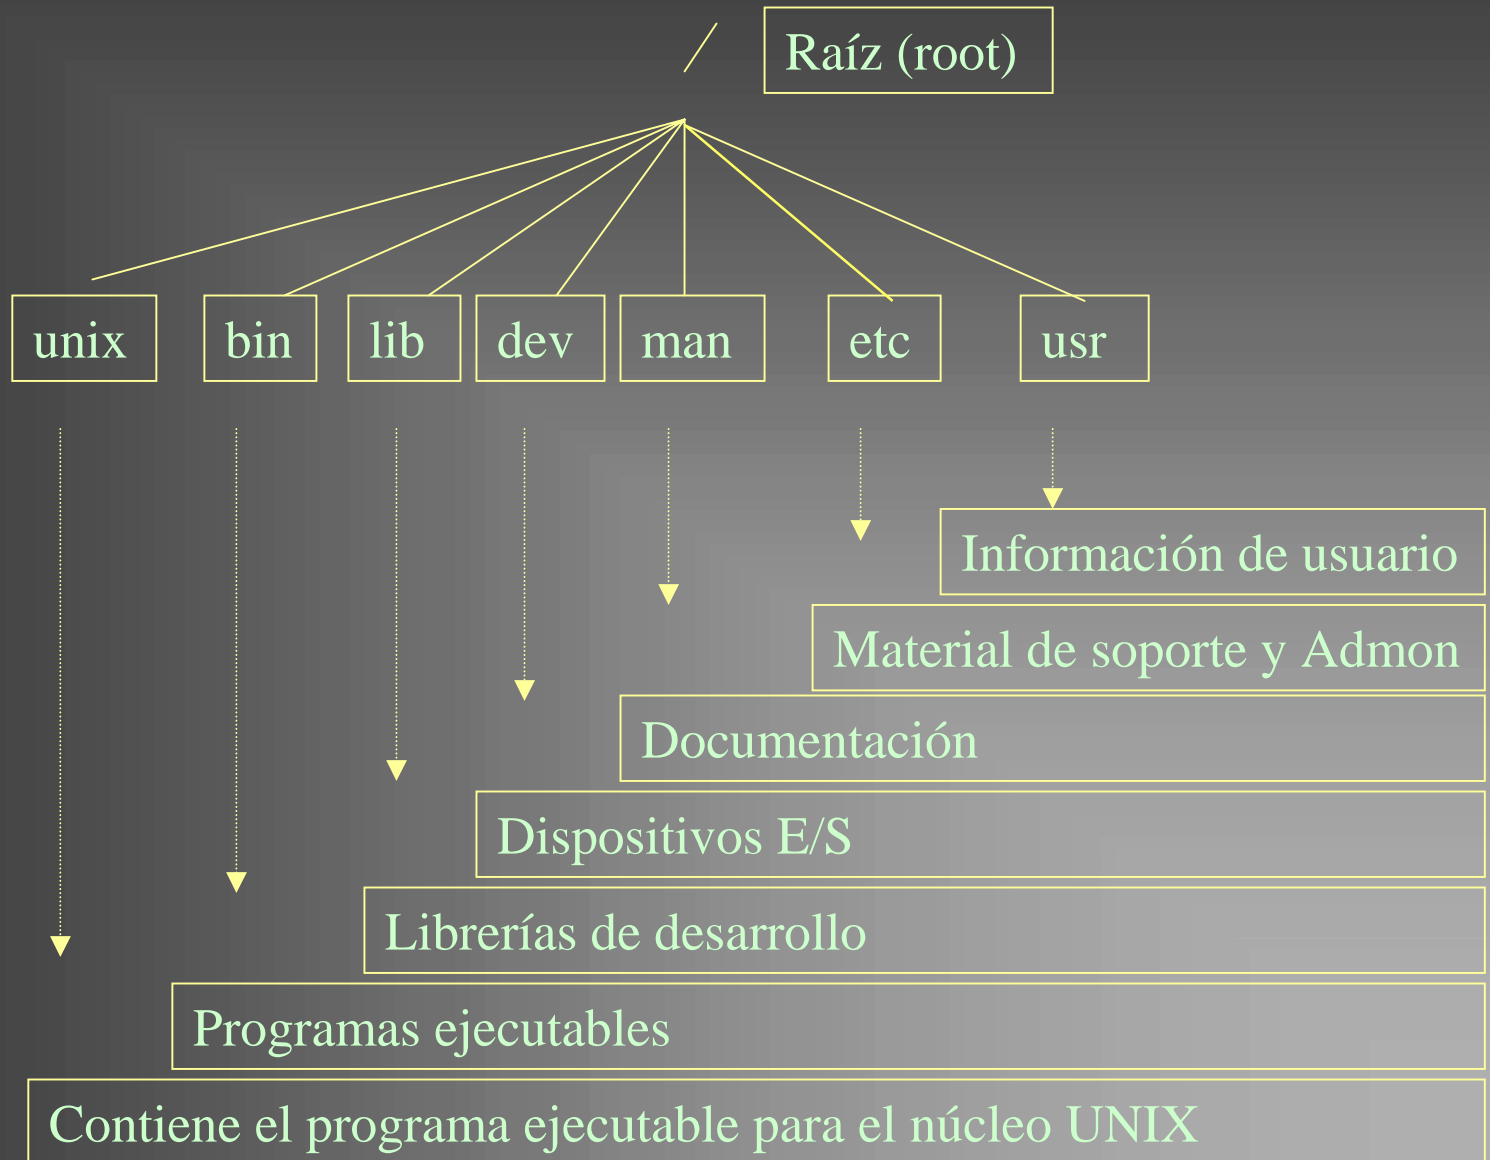 Raíz (root)
unix bin lib dev man etc usr
Información de usuario
Material de soporte y Admon
Documentación
Dispositivos E/S
Librerías de desarrollo
Programas ejecutables
Contiene el programa ejecutable para el núcleo UNIX